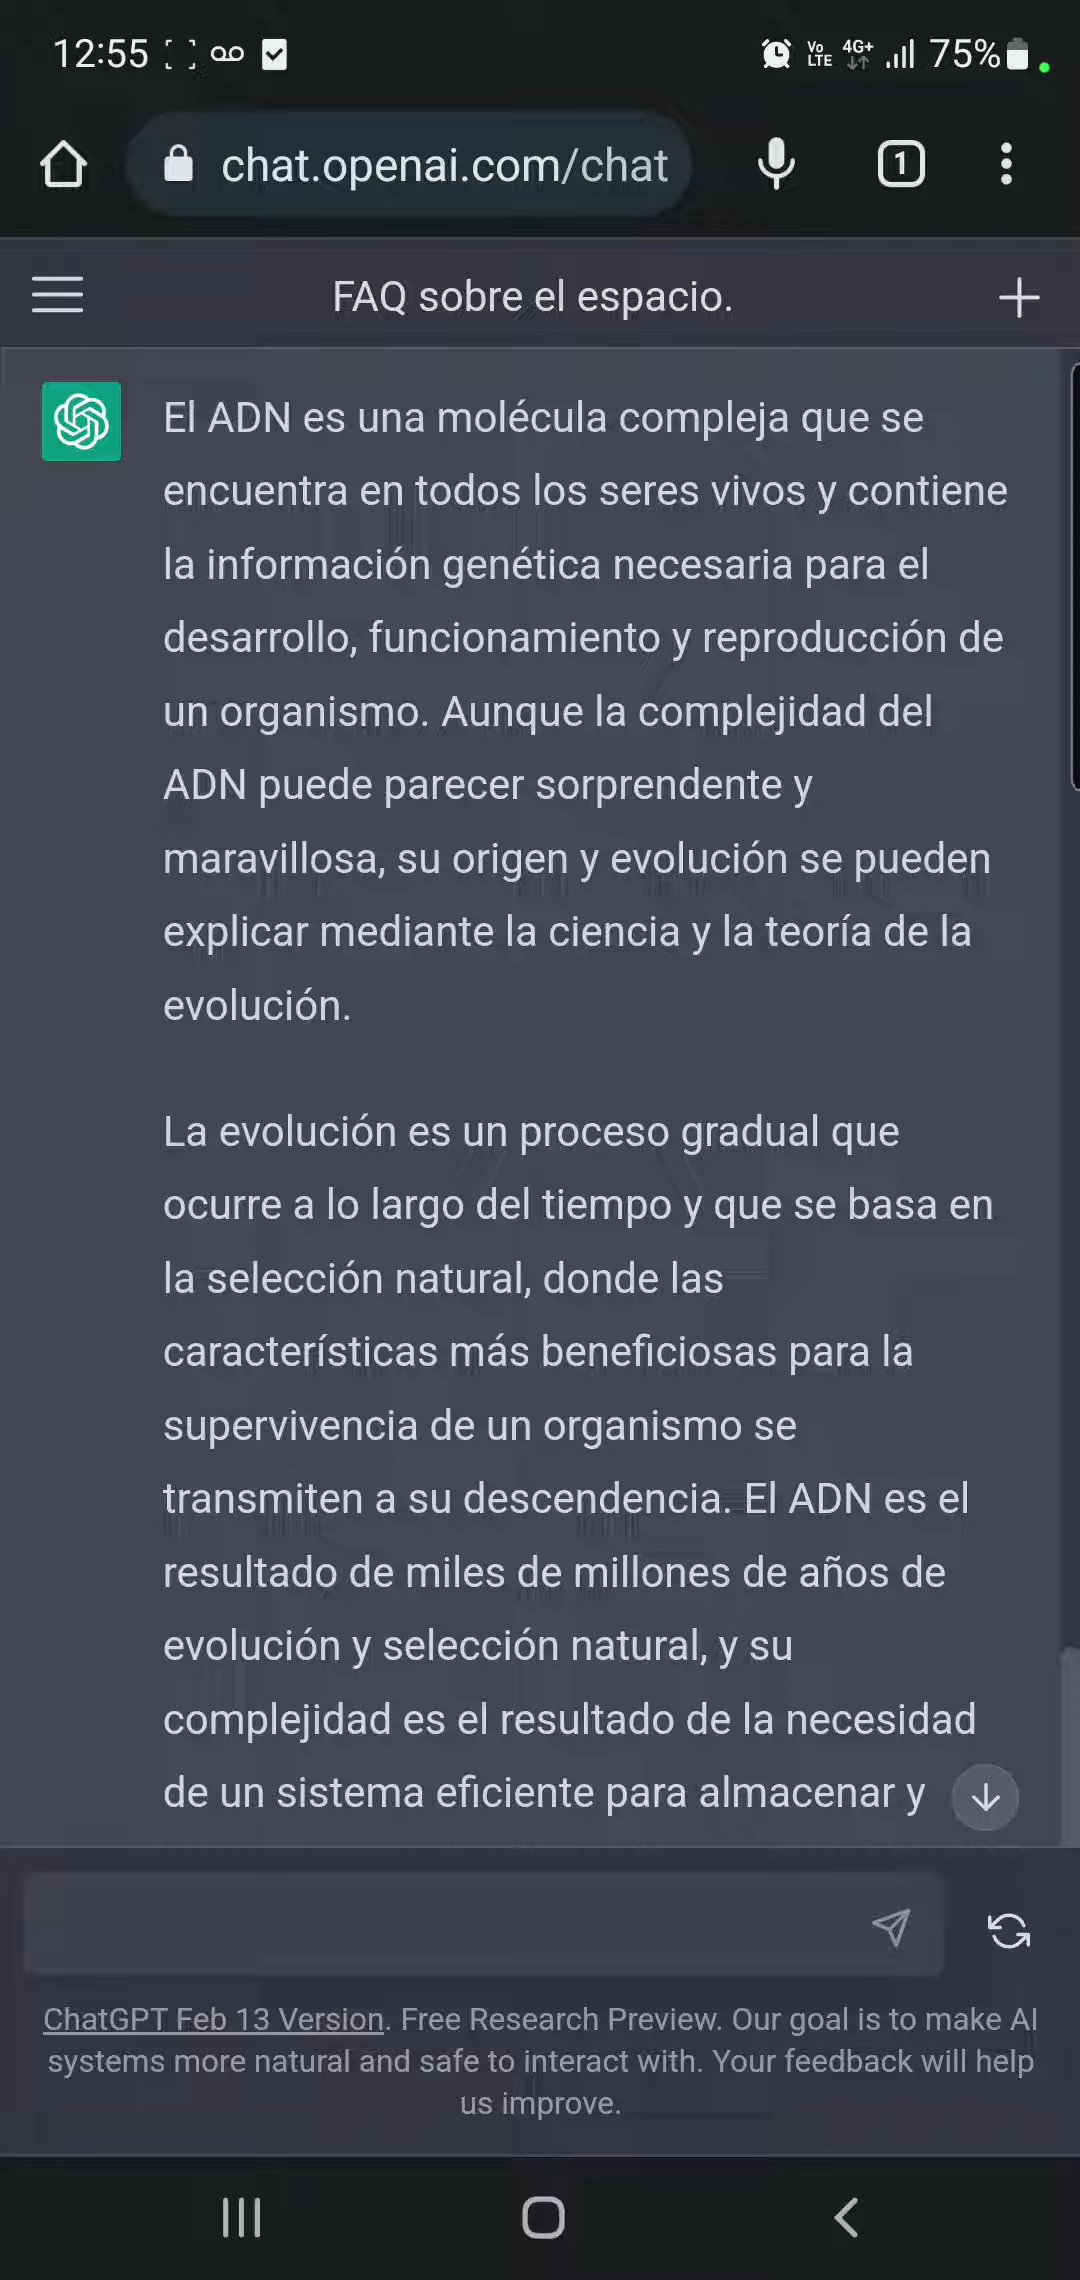 12:55
Vo LTE 4G+ 75%
chat.openai.com/chat
1
FAQ sobre el espacio.
El ADN es una molécula compleja que se
encuentra en todos los seres vivos y contiene
la información genética necesaria para el
desarrollo, funcionamiento y reproducción de
un organismo. Aunque la complejidad del
ADN puede parecer sorprendente y
maravillosa, su origen y evolución se pueden
explicar mediante la ciencia y la teoría de la
evolución.
La evolución es un proceso gradual que
ocurre a lo largo del tiempo y que se basa en
la selección natural, donde las
características más beneficiosas para la
supervivencia de un organismo se
transmiten a su descendencia. El ADN es el
resultado de miles de millones de años de
evolución y selección natural, y su
complejidad es el resultado de la necesidad
de un sistema eficiente para almacenar y
ChatGPT Feb 13 Version. Free Research Preview. Our goal is to make AI
systems more natural and safe to interact with. Your feedback will help
us improve.